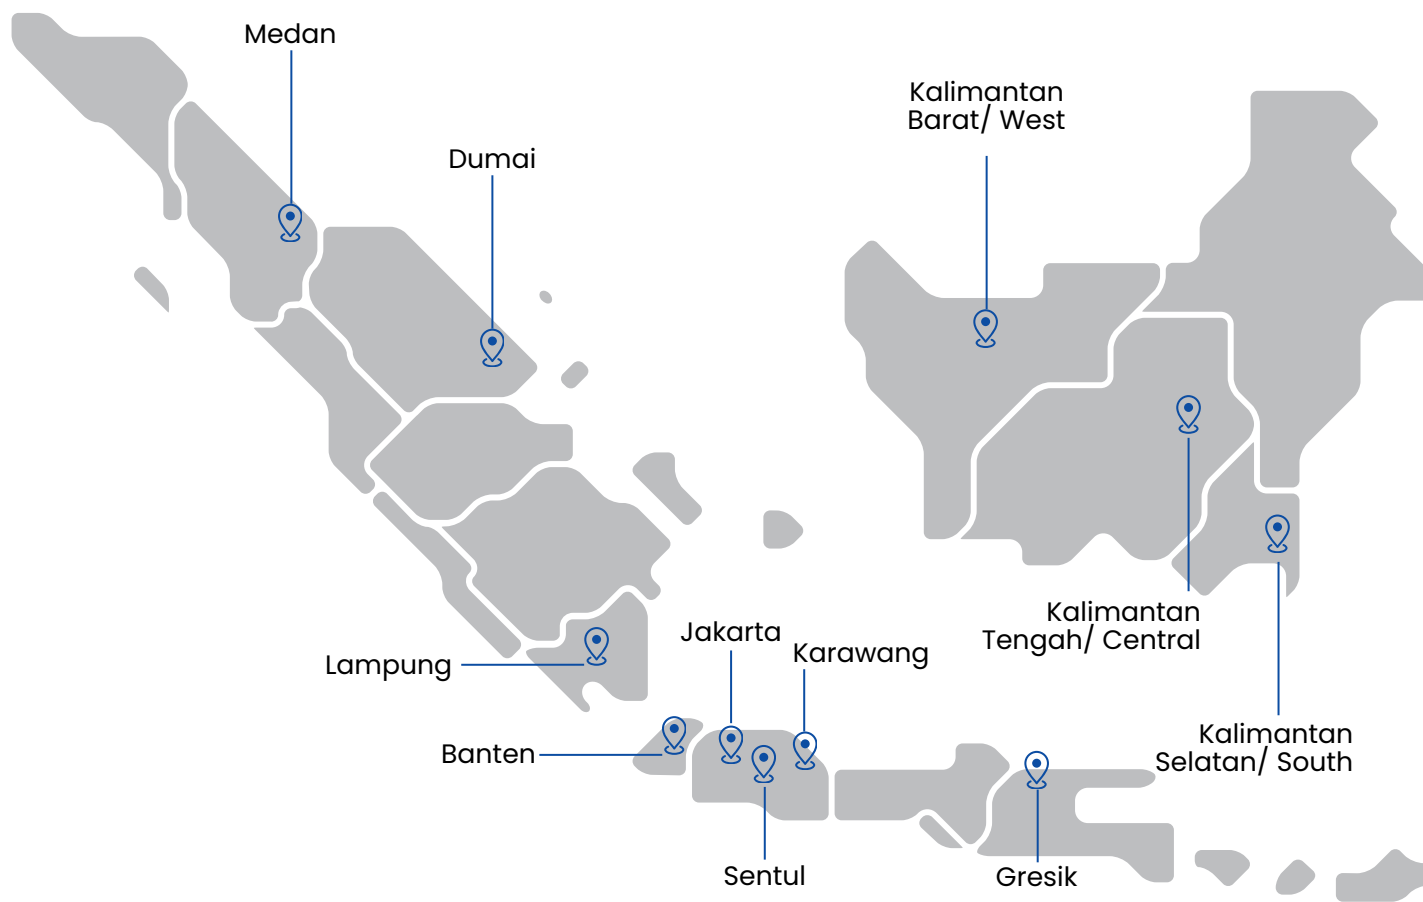 Medan
Dumai
Kalimantan
Barat/ West
Kalimantan
Tengah/ Central
Jakarta
Karawang
Lampung
Banten
Kalimantan
Selatan/ South
Sentul
Gresik